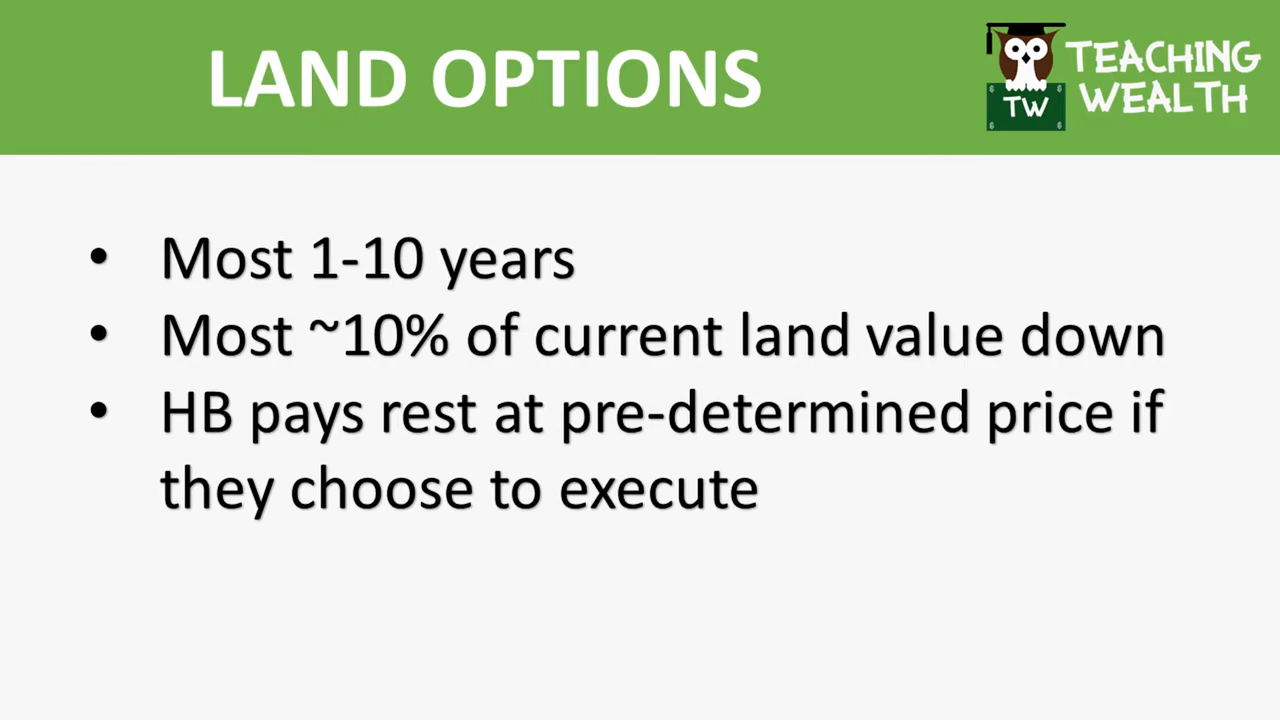 LAND OPTIONS
TEACHING
WEALTH
TW
• Most 1-10 years
• Most ~10% of current land value down
• HB pays rest at pre-determined price if
they choose to execute